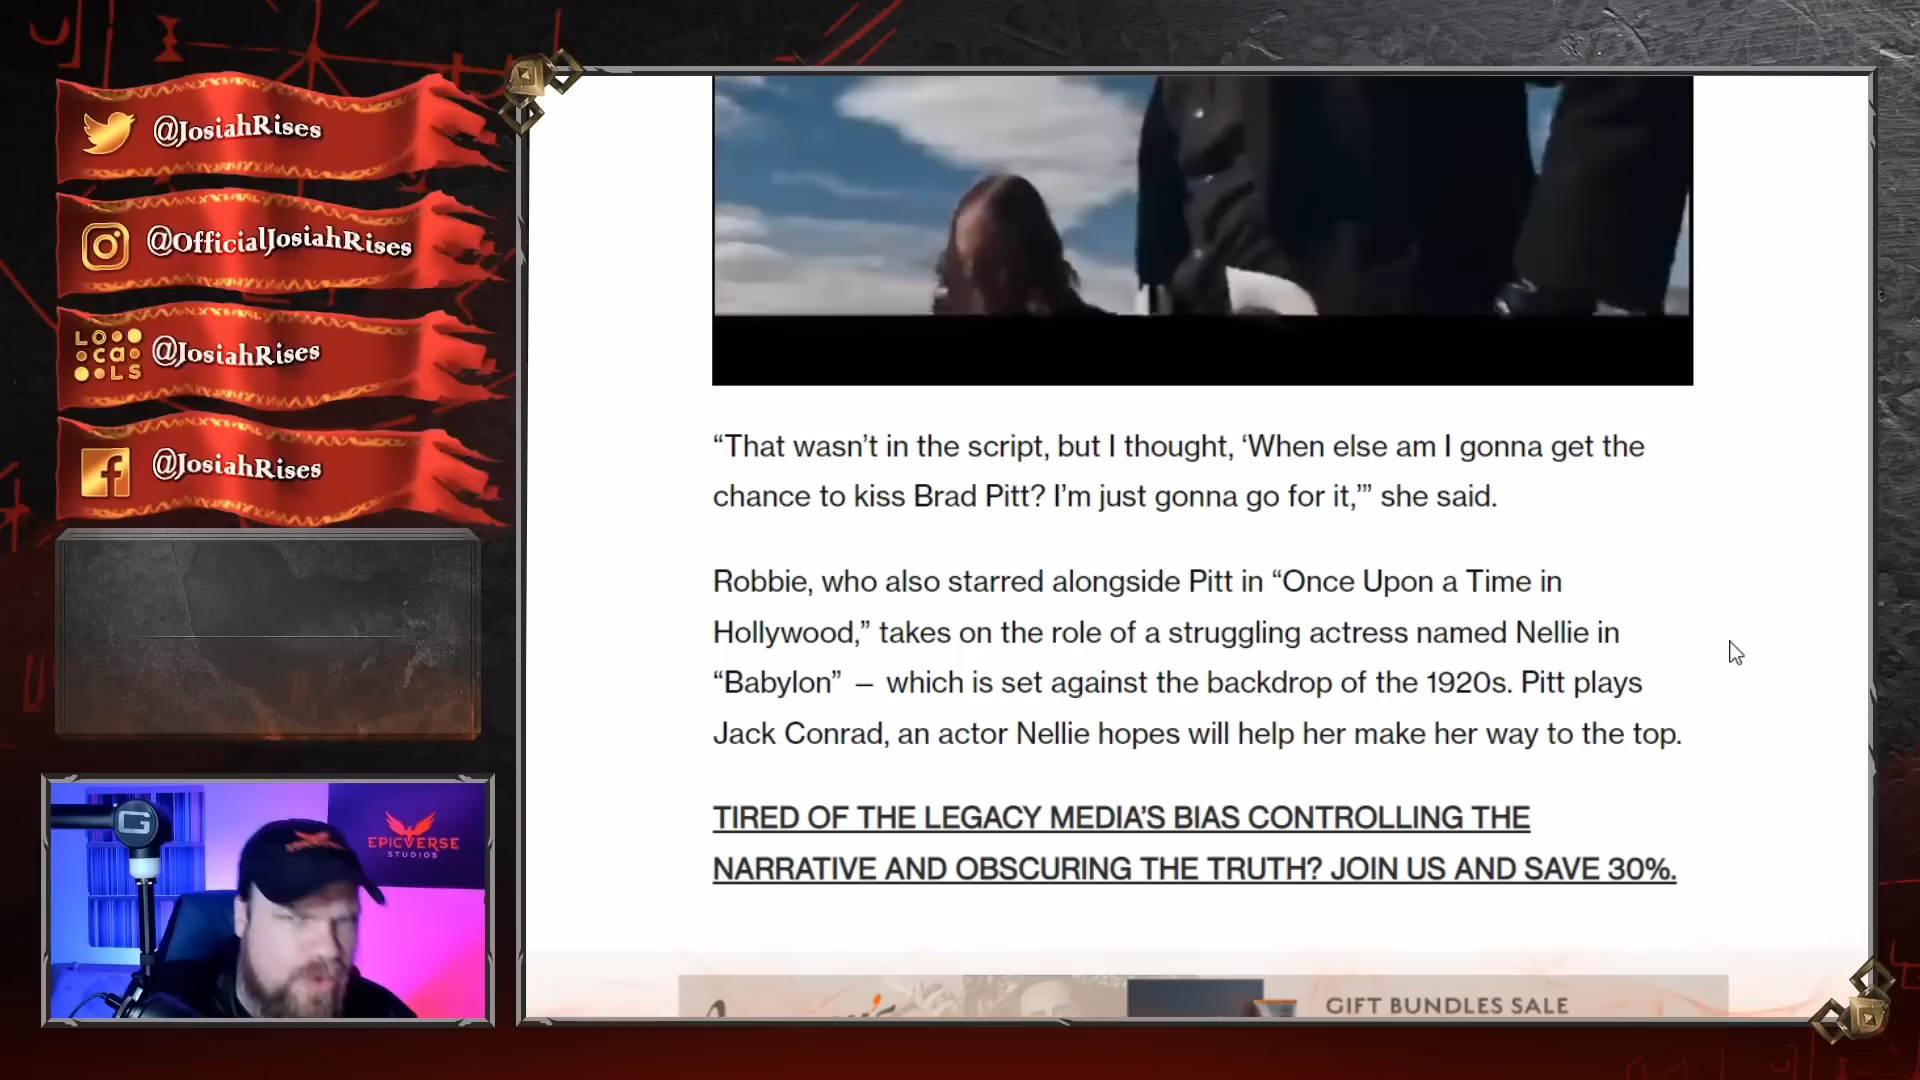 @JosiahRises
@OfficialJosiahRises
LO
ca
LS
@JosiahRises
@JosiahRises
“That wasn’t in the script, but I thought, ‘When else am I gonna get the
chance to kiss Brad Pitt? I’m just gonna go for it,’” she said.
Robbie, who also starred alongside Pitt in “Once Upon a Time in
Hollywood,” takes on the role of a struggling actress named Nellie in
“Babylon” — which is set against the backdrop of the 1920s. Pitt plays
Jack Conrad, an actor Nellie hopes will help her make her way to the top.
TIRED OF THE LEGACY MEDIA’S BIAS CONTROLLING THE
NARRATIVE AND OBSCURING THE TRUTH? JOIN US AND SAVE 30%.
GIFT BUNDLES SALE
G
EPICVERSE
STUDIOS